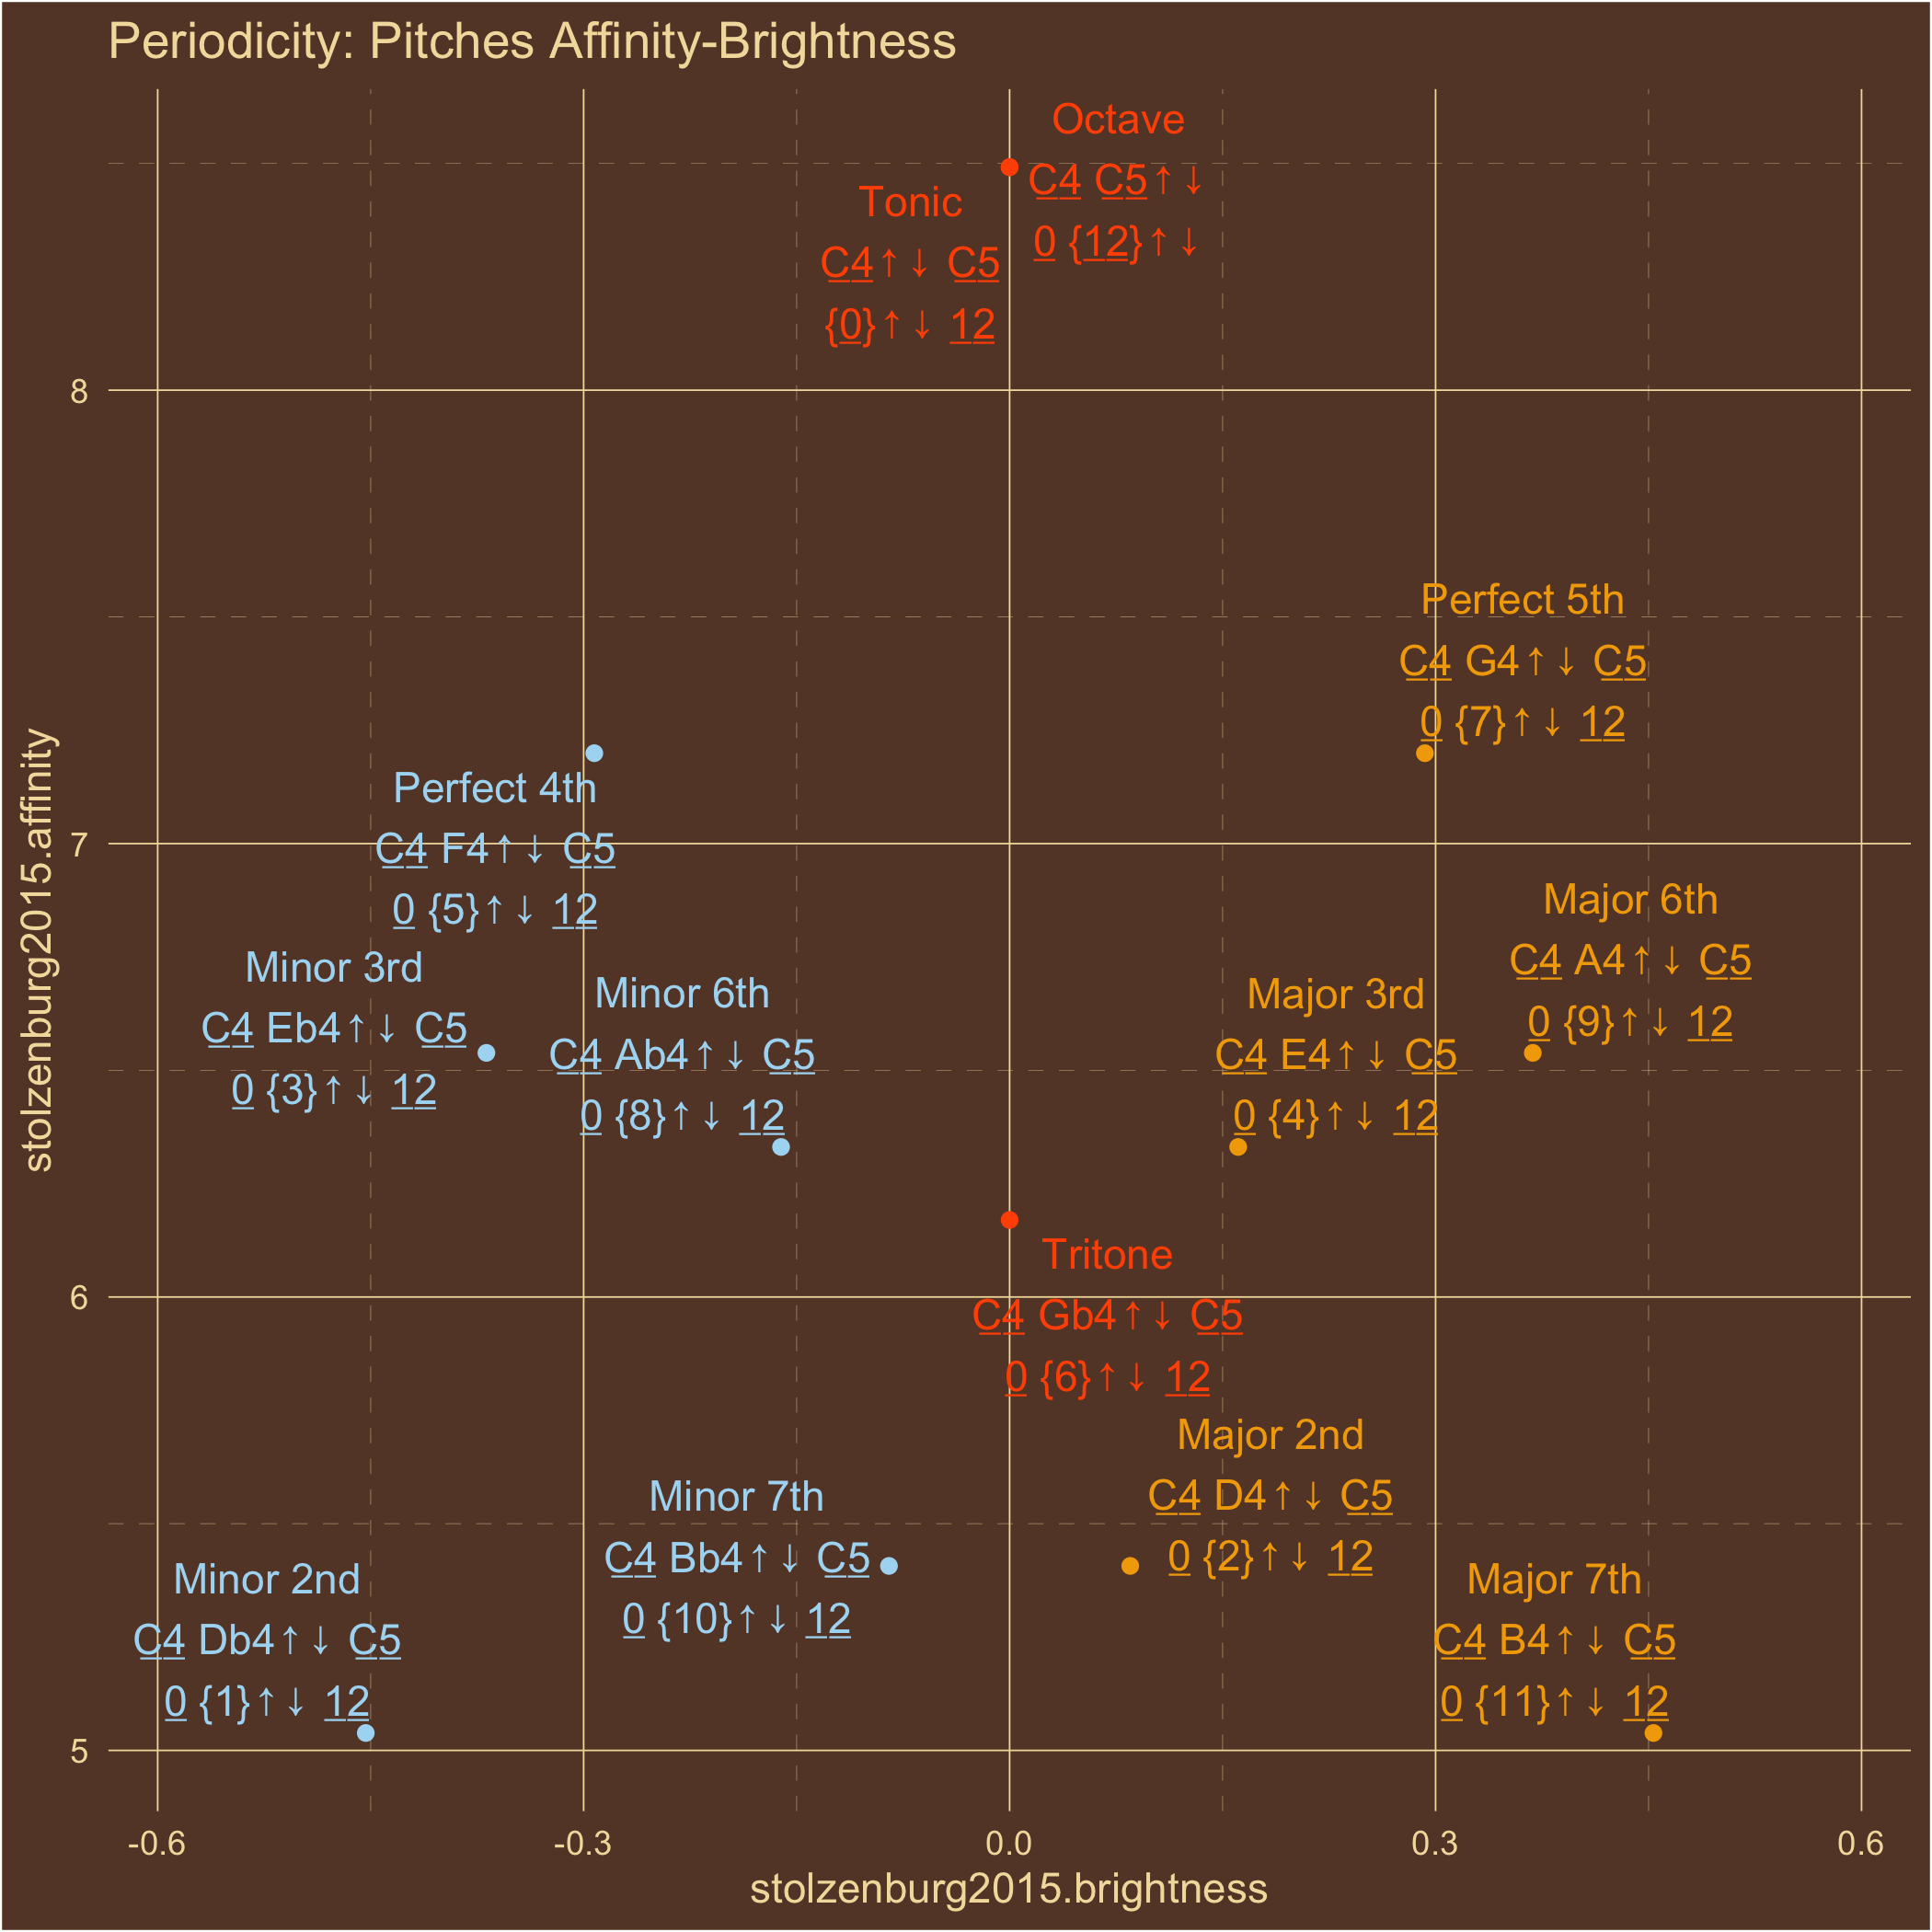 Periodicity: Pitches Affinity-Brightness
Octave
C4 C5↑↓
0 {12}↑↓
Tonic
C4↑↓ C5
{0}↑↓ 12
8
Perfect 5th
C4 G4↑↓ C5
0 {7}↑↓ 12
Perfect 4th
C4 F4↑↓ C5
0 {5}↑↓ 12
7
Major 6th
C4 A4↑↓ C5
0 {9}↑↓ 12
Minor 3rd
C4 Eb4↑↓ C5
0 {3}↑↓ 12
Minor 6th
C4 Ab4↑↓ C5
0 {8}↑↓ 12
Major 3rd
C4 E4↑↓ C5
0 {4}↑↓ 12
stolzenburg2015.affinity
Tritone
C4 Gb4↑↓ C5
0 {6}↑↓ 12
6
Major 2nd
C4 D4↑↓ C5
0 {2}↑↓ 12
Minor 7th
C4 Bb4↑↓ C5
0 {10}↑↓ 12
Minor 2nd
C4 Db4↑↓ C5
0 {1}↑↓ 12
Major 7th
C4 B4↑↓ C5
0 {11}↑↓ 12
5
-0.6 -0.3 0.0 0.3 0.6
stolzenburg2015.brightness